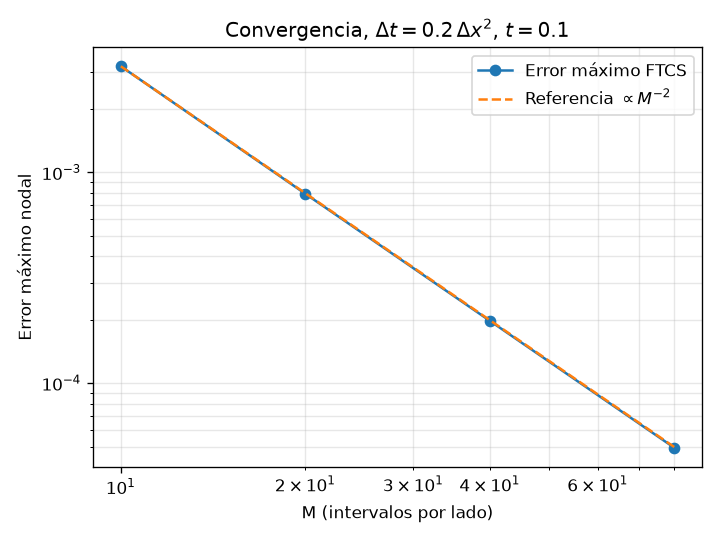 Convergencia, Δt = 0.2 Δx², t = 0.1
Error máximo FTCS
Referencia ∝ M⁻²
Error máximo nodal
10⁻³
10⁻⁴
10¹
2 × 10¹
3 × 10¹
4 × 10¹
6 × 10¹
M (intervalos por lado)